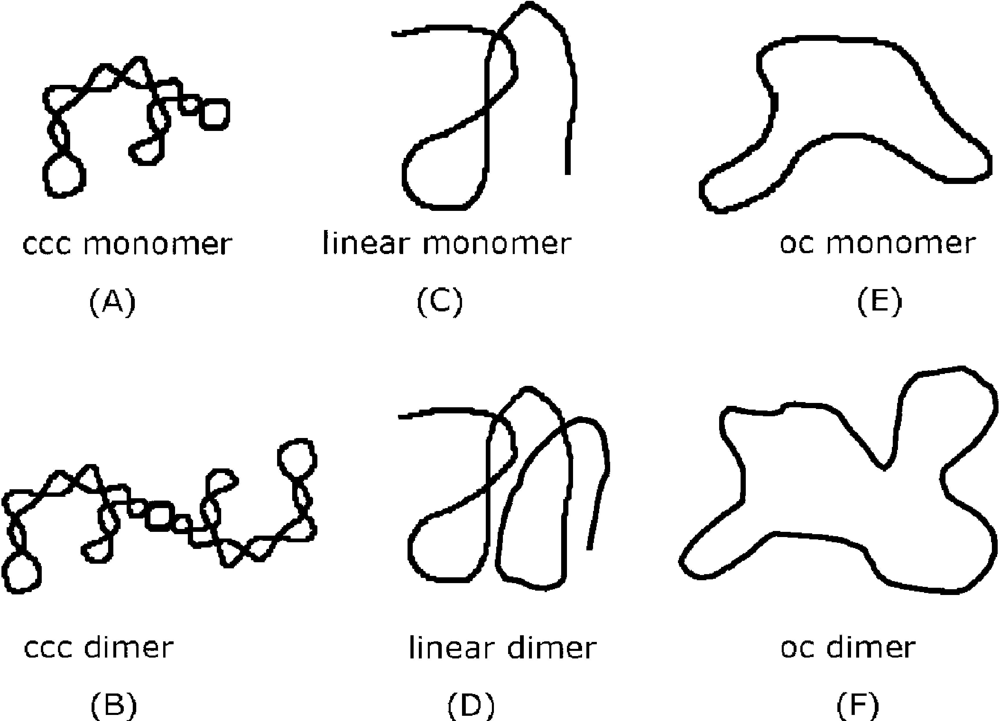 ccc monomer
linear monomer
oc monomer
(A)
(C)
(E)
ccc dimer
linear dimer
oc dimer
(B)
(D)
(F)